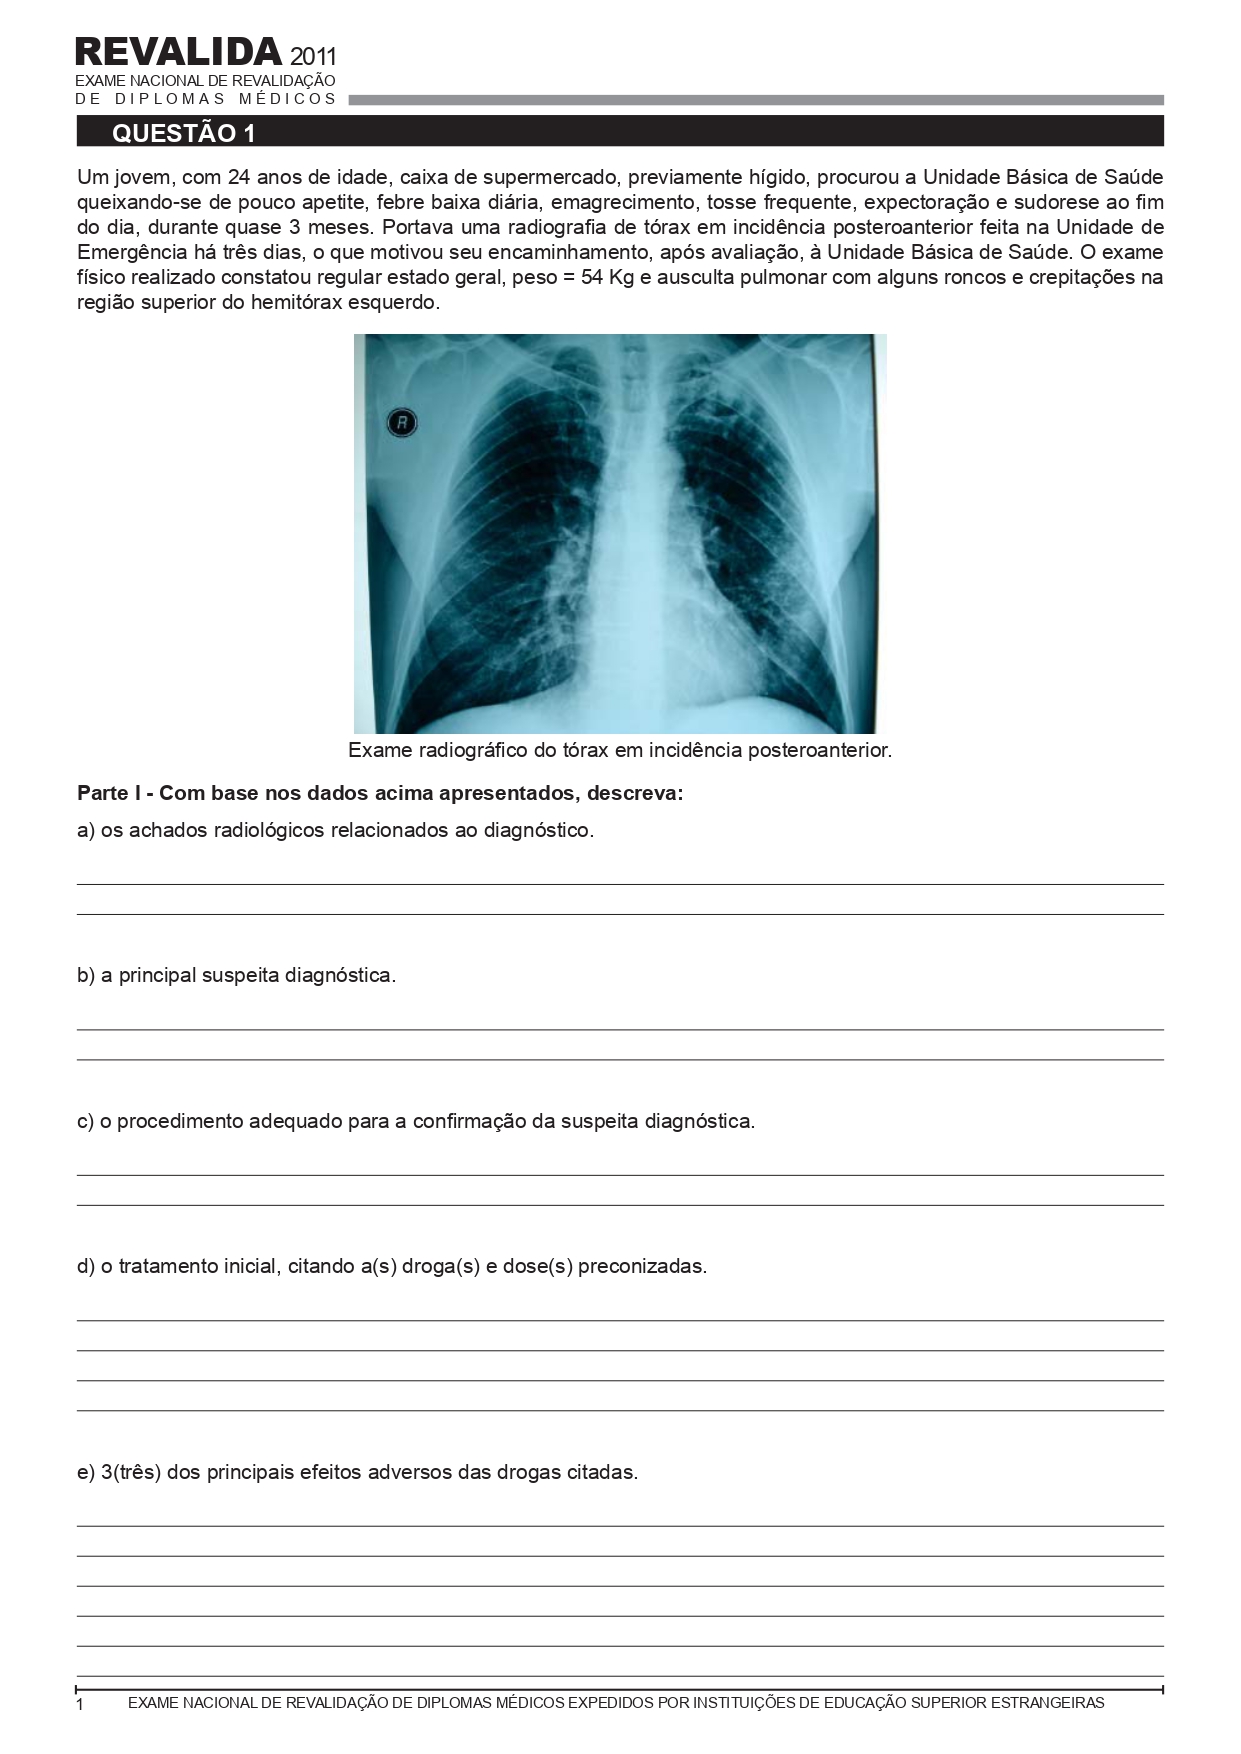 REVALIDA 2011
EXAME NACIONAL DE REVALIDAÇÃO
DE DIPLOMAS MÉDICOS
QUESTÃO 1
Um jovem, com 24 anos de idade, caixa de supermercado, previamente hígido, procurou a Unidade Básica de Saúde
queixando-se de pouco apetite, febre baixa diária, emagrecimento, tosse frequente, expectoração e sudorese ao fim
do dia, durante quase 3 meses. Portava uma radiografia de tórax em incidência posteroanterior feita na Unidade de
Emergência há três dias, o que motivou seu encaminhamento, após avaliação, à Unidade Básica de Saúde. O exame
físico realizado constatou regular estado geral, peso = 54 Kg e ausculta pulmonar com alguns roncos e crepitações na
região superior do hemitórax esquerdo.
R
Exame radiográfico do tórax em incidência posteroanterior.
Parte I - Com base nos dados acima apresentados, descreva:
a) os achados radiológicos relacionados ao diagnóstico.
b) a principal suspeita diagnóstica.
c) o procedimento adequado para a confirmação da suspeita diagnóstica.
d) o tratamento inicial, citando a(s) droga(s) e dose(s) preconizadas.
e) 3(três) dos principais efeitos adversos das drogas citadas.
1 EXAME NACIONAL DE REVALIDAÇÃO DE DIPLOMAS MÉDICOS EXPEDIDOS POR INSTITUIÇÕES DE EDUCAÇÃO SUPERIOR ESTRANGEIRAS